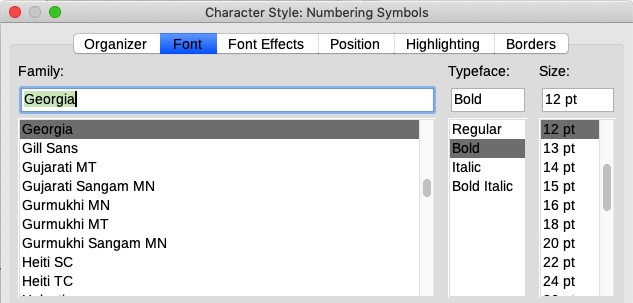 Character Style: Numbering Symbols
Organizer Font Font Effects Position Highlighting Borders
Family: Typeface: Size:
Georgia Bold 12 pt
Georgia Regular 12 pt
Gill Sans Bold 13 pt
Gujarati MT Italic 14 pt
Gujarati Sangam MN Bold Italic 15 pt
Gurmukhi MN 16 pt
Gurmukhi MT 18 pt
Gurmukhi Sangam MN 20 pt
Heiti SC 22 pt
Heiti TC 24 pt